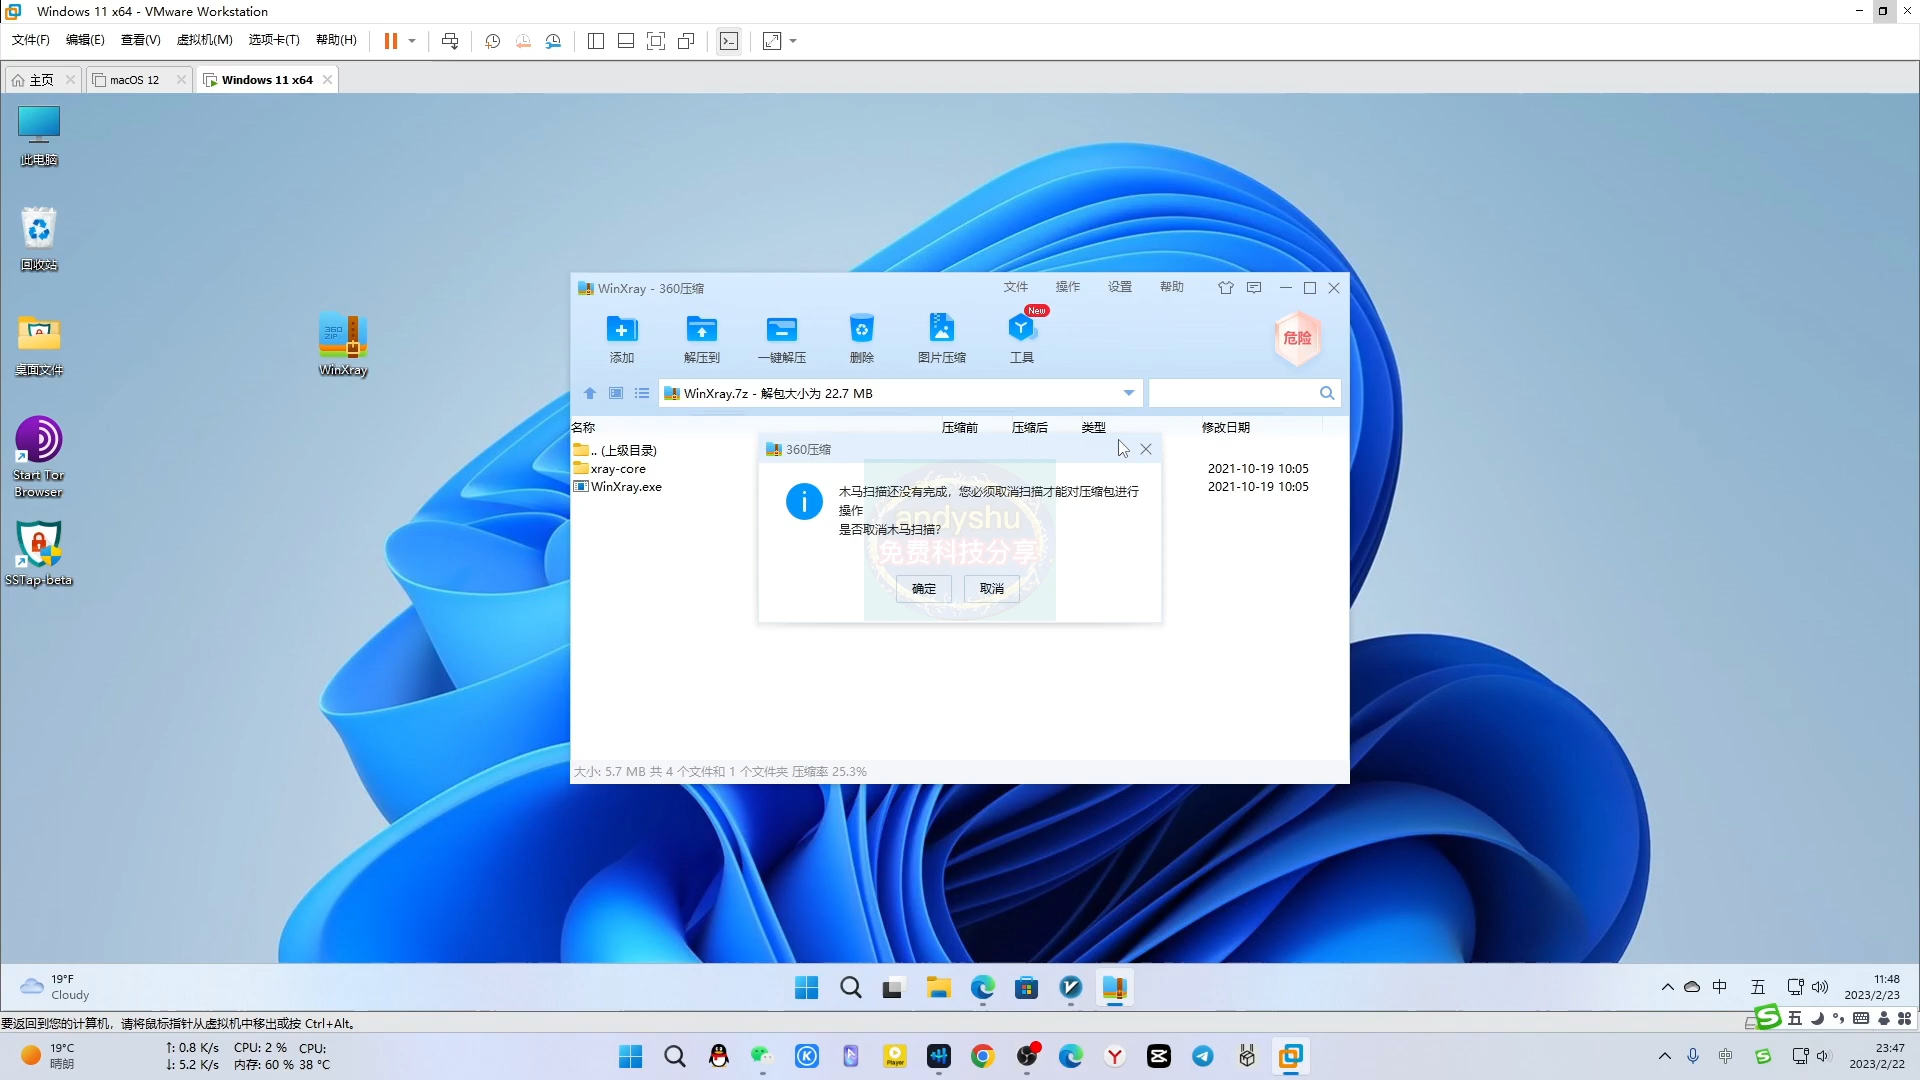 Windows 11 x64 - VMware Workstation
文件(F) 编辑(E) 查看(V) 虚拟机(M) 选项卡(T) 帮助(H)
主页 macOS 12 Windows 11 x64
此电脑
回收站
桌面文件
WinXray
Start Tor
Browser
SSTap-beta
WinXray - 360压缩 文件 操作 设置 帮助
New
添加 解压到 一键解压 删除 图片压缩 工具
危险
WinXray.7z - 解包大小为 22.7 MB
名称 压缩前 压缩后 类型 修改日期
.. (上级目录)
xray-core 2021-10-19 10:05
WinXray.exe 2021-10-19 10:05
360压缩
木马扫描还没有完成，您必须取消扫描才能对压缩包进行
操作
是否取消木马扫描?
andyshu
免费科技分享
确定 取消
大小: 5.7 MB 共 4 个文件和 1 个文件夹 压缩率 25.3%
19°F
Cloudy
中 五
11:48
2023/2/23
要返回到您的计算机，请将鼠标指针从虚拟机中移出或按 Ctrl+Alt。
五
19°C
晴朗
↑: 0.8 K/s CPU: 2 % CPU:
↓: 5.2 K/s 内存: 60 % 38 °C
Player
中
23:47
2023/2/22